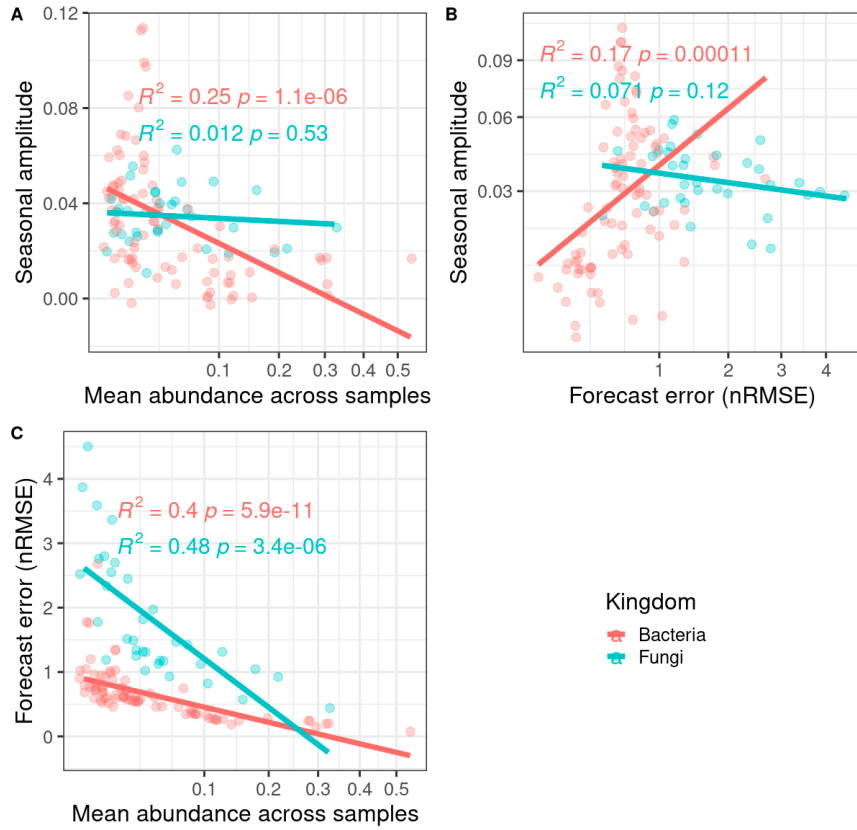 A
Seasonal amplitude
0.12
0.08
0.04
0.00
R² = 0.25 p = 1.1e-06
R² = 0.012 p = 0.53
0.1 0.2 0.3 0.4 0.5
Mean abundance across samples
B
Seasonal amplitude
0.09
0.06
0.03
R² = 0.17 p = 0.00011
R² = 0.071 p = 0.12
1 2 3 4
Forecast error (nRMSE)
C
Forecast error (nRMSE)
4
3
2
1
0
R² = 0.4 p = 5.9e-11
R² = 0.48 p = 3.4e-06
0.1 0.2 0.3 0.4 0.5
Mean abundance across samples
Kingdom
a Bacteria
a Fungi